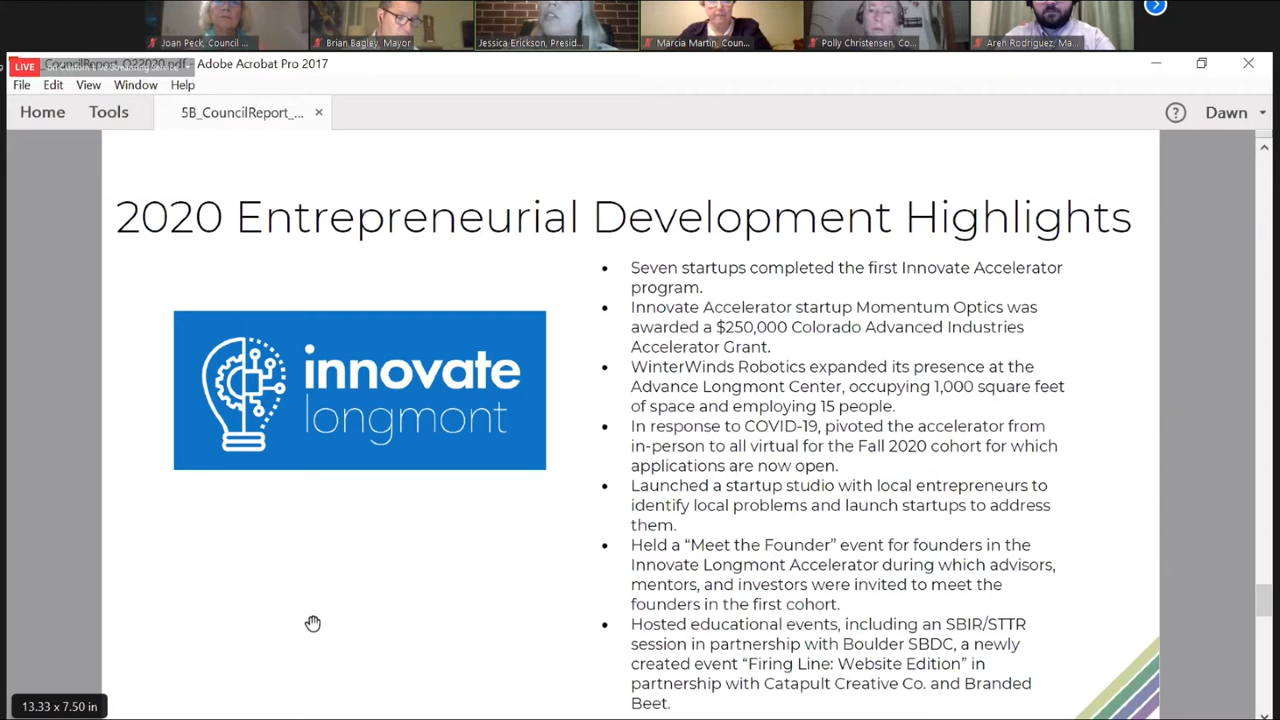 Joan Peck, Council ...
Brian Bagley, Mayor ...
Jessica Erickson, Presid...
Marcia Martin, Coun...
Polly Christensen, Co...
Aren Rodriguez, Ma...
LIVE
on Custom Live Streaming Service
CouncilReport_Q22020.pdf - Adobe Acrobat Pro 2017
File Edit View Window Help
Home Tools 5B_CouncilReport_... × ? Dawn
2020 Entrepreneurial Development Highlights
innovate
longmont
• Seven startups completed the first Innovate Accelerator
program.
• Innovate Accelerator startup Momentum Optics was
awarded a $250,000 Colorado Advanced Industries
Accelerator Grant.
• WinterWinds Robotics expanded its presence at the
Advance Longmont Center, occupying 1,000 square feet
of space and employing 15 people.
• In response to COVID-19, pivoted the accelerator from
in-person to all virtual for the Fall 2020 cohort for which
applications are now open.
• Launched a startup studio with local entrepreneurs to
identify local problems and launch startups to address
them.
• Held a “Meet the Founder” event for founders in the
Innovate Longmont Accelerator during which advisors,
mentors, and investors were invited to meet the
founders in the first cohort.
• Hosted educational events, including an SBIR/STTR
session in partnership with Boulder SBDC, a newly
created event “Firing Line: Website Edition” in
partnership with Catapult Creative Co. and Branded
Beet.
13.33 x 7.50 in